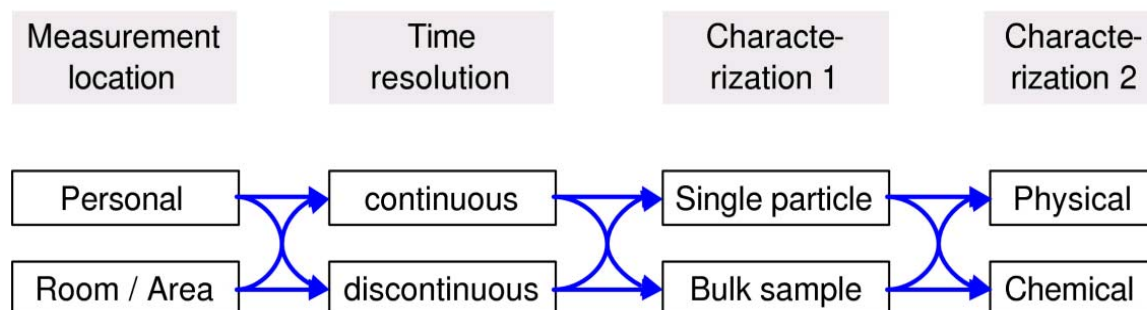 Measurement
location
Time
resolution
Characte-
rization 1
Characte-
rization 2
Personal
continuous
Single particle
Physical
Room / Area
discontinuous
Bulk sample
Chemical